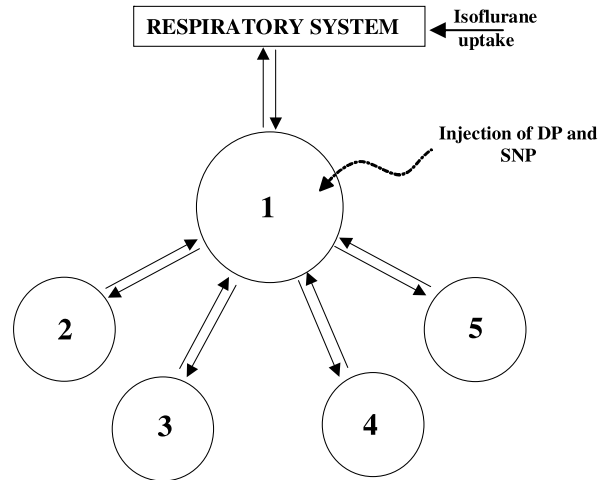 RESPIRATORY SYSTEM
Isoflurane
uptake
Injection of DP and
SNP
1
2
5
3
4